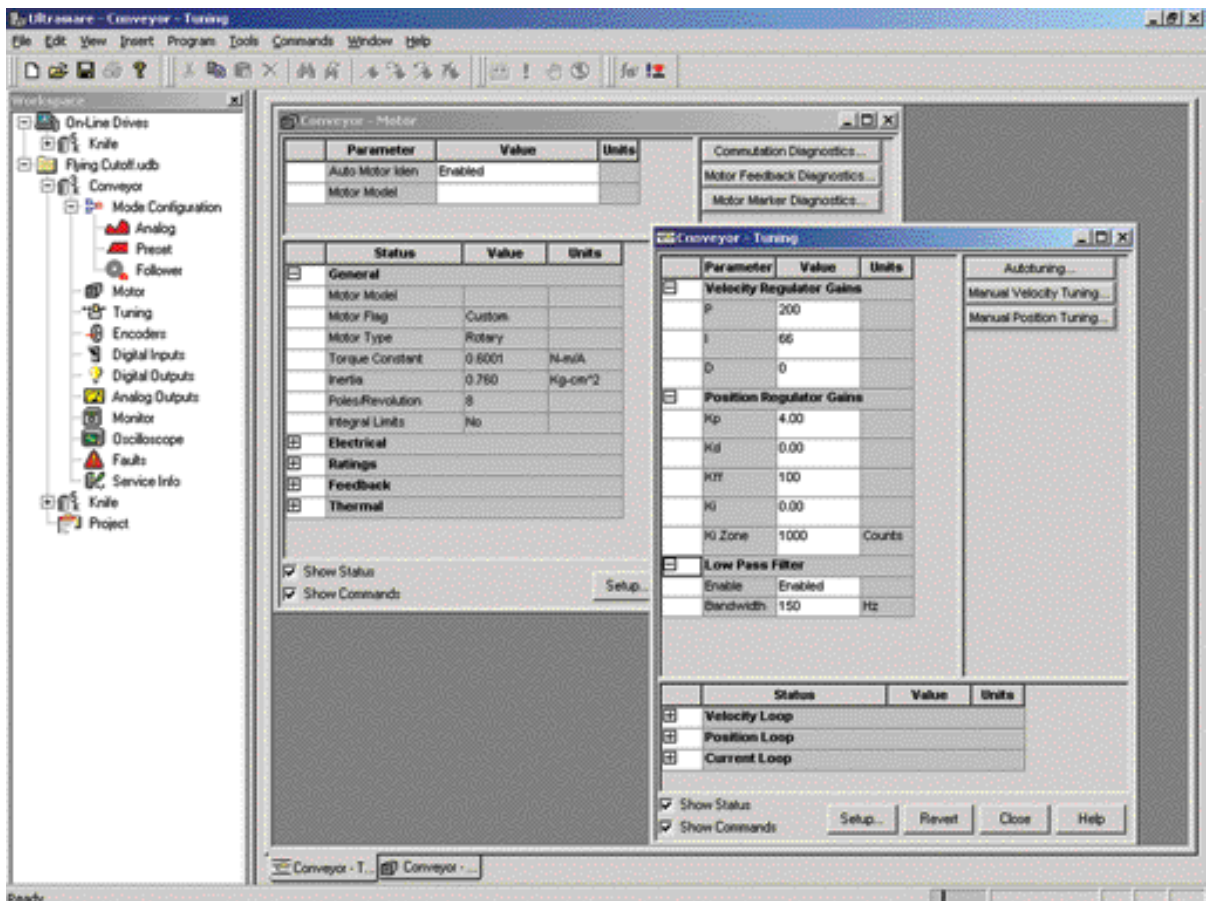 Ultraware - Conveyor - Tuning
File Edit View Insert Program Tools Commands Window Help
Workspace
On-Line Drives
Knife
Flying Cutoff.udb
Conveyor
Mode Configuration
Analog
Preset
Follower
Motor
Tuning
Encoders
Digital Inputs
Digital Outputs
Analog Outputs
Monitor
Oscilloscope
Faults
Service Info
Knife
Project
Conveyor - Motor
Parameter Value Units
Auto Motor Iden Enabled
Motor Model
Commutation Diagnostics...
Motor Feedback Diagnostics...
Motor Marker Diagnostics...
Status Value Units
General
Motor Model
Motor Flag Custom
Motor Type Rotary
Torque Constant 0.6001 N-m/A
Inertia 0.760 Kg-cm^2
Poles/Revolution 8
Integral Limits No
Electrical
Ratings
Feedback
Thermal
Show Status
Show Commands
Setup...
Conveyor - Tuning
Parameter Value Units
Velocity Regulator Gains
P 200
I 66
D 0
Position Regulator Gains
Kp 4.00
Kd 0.00
Kff 100
Ki 0.00
Ki Zone 1000 Counts
Low Pass Filter
Enable Enabled
Bandwidth 150 Hz
Autotuning...
Manual Velocity Tuning...
Manual Position Tuning...
Status Value Units
Velocity Loop
Position Loop
Current Loop
Show Status
Show Commands
Setup... Revert Close Help
Conveyor - T... Conveyor - ...
Ready